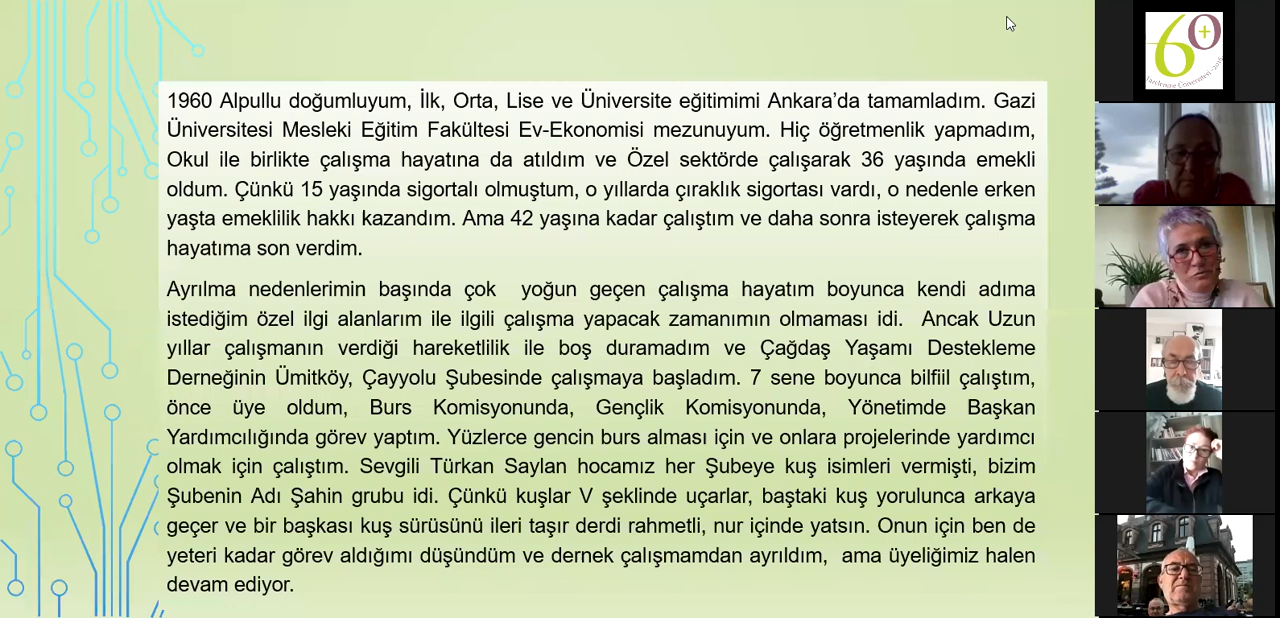 1960 Alpullu doğumluyum, İlk, Orta, Lise ve Üniversite eğitimimi Ankara’da tamamladım. Gazi
Üniversitesi Mesleki Eğitim Fakültesi Ev-Ekonomisi mezunuyum. Hiç öğretmenlik yapmadım,
Okul ile birlikte çalışma hayatına da atıldım ve Özel sektörde çalışarak 36 yaşında emekli
oldum. Çünkü 15 yaşında sigortalı olmuştum, o yıllarda çıraklık sigortası vardı, o nedenle erken
yaşta emeklilik hakkı kazandım. Ama 42 yaşına kadar çalıştım ve daha sonra isteyerek çalışma
hayatıma son verdim.
Ayrılma nedenlerimin başında çok yoğun geçen çalışma hayatım boyunca kendi adıma
istediğim özel ilgi alanlarım ile ilgili çalışma yapacak zamanımın olmaması idi. Ancak Uzun
yıllar çalışmanın verdiği hareketlilik ile boş duramadım ve Çağdaş Yaşamı Destekleme
Derneğinin Ümitköy, Çayyolu Şubesinde çalışmaya başladım. 7 sene boyunca bilfiil çalıştım,
önce üye oldum, Burs Komisyonunda, Gençlik Komisyonunda, Yönetimde Başkan
Yardımcılığında görev yaptım. Yüzlerce gencin burs alması için ve onlara projelerinde yardımcı
olmak için çalıştım. Sevgili Türkan Saylan hocamız her Şubeye kuş isimleri vermişti, bizim
Şubenin Adı Şahin grubu idi. Çünkü kuşlar V şeklinde uçarlar, baştaki kuş yorulunca arkaya
geçer ve bir başkası kuş sürüsünü ileri taşır derdi rahmetli, nur içinde yatsın. Onun için ben de
yeteri kadar görev aldığımı düşündüm ve dernek çalışmamdan ayrıldım, ama üyeliğimiz halen
devam ediyor.
60+